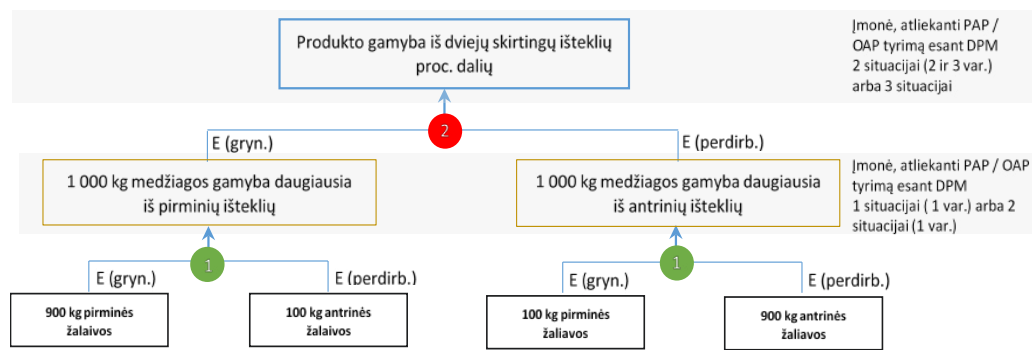 Produkto gamyba iš dviejų skirtingų išteklių
proc. dalių
Įmonė, atliekanti PAP /
OAP tyrimą esant DPM
2 situacijai (2 ir 3 var.)
arba 3 situacijai
2
E (gryn.)
E (perdirb.)
1 000 kg medžiagos gamyba daugiausia
iš pirminių išteklių
1 000 kg medžiagos gamyba daugiausia
iš antrinių išteklių
Įmonė, atliekanti PAP / OAP
tyrimą esant DPM
1 situacijai ( 1 var.) arba 2
situacijai (1 var.)
1
1
E (gryn.)
E (perdirb.)
E (gryn.)
E (perdirb.)
900 kg pirminės
žalaivos
100 kg antrinės
žalaivos
100 kg pirminės
žaliavos
900 kg antrinės
žaliavos